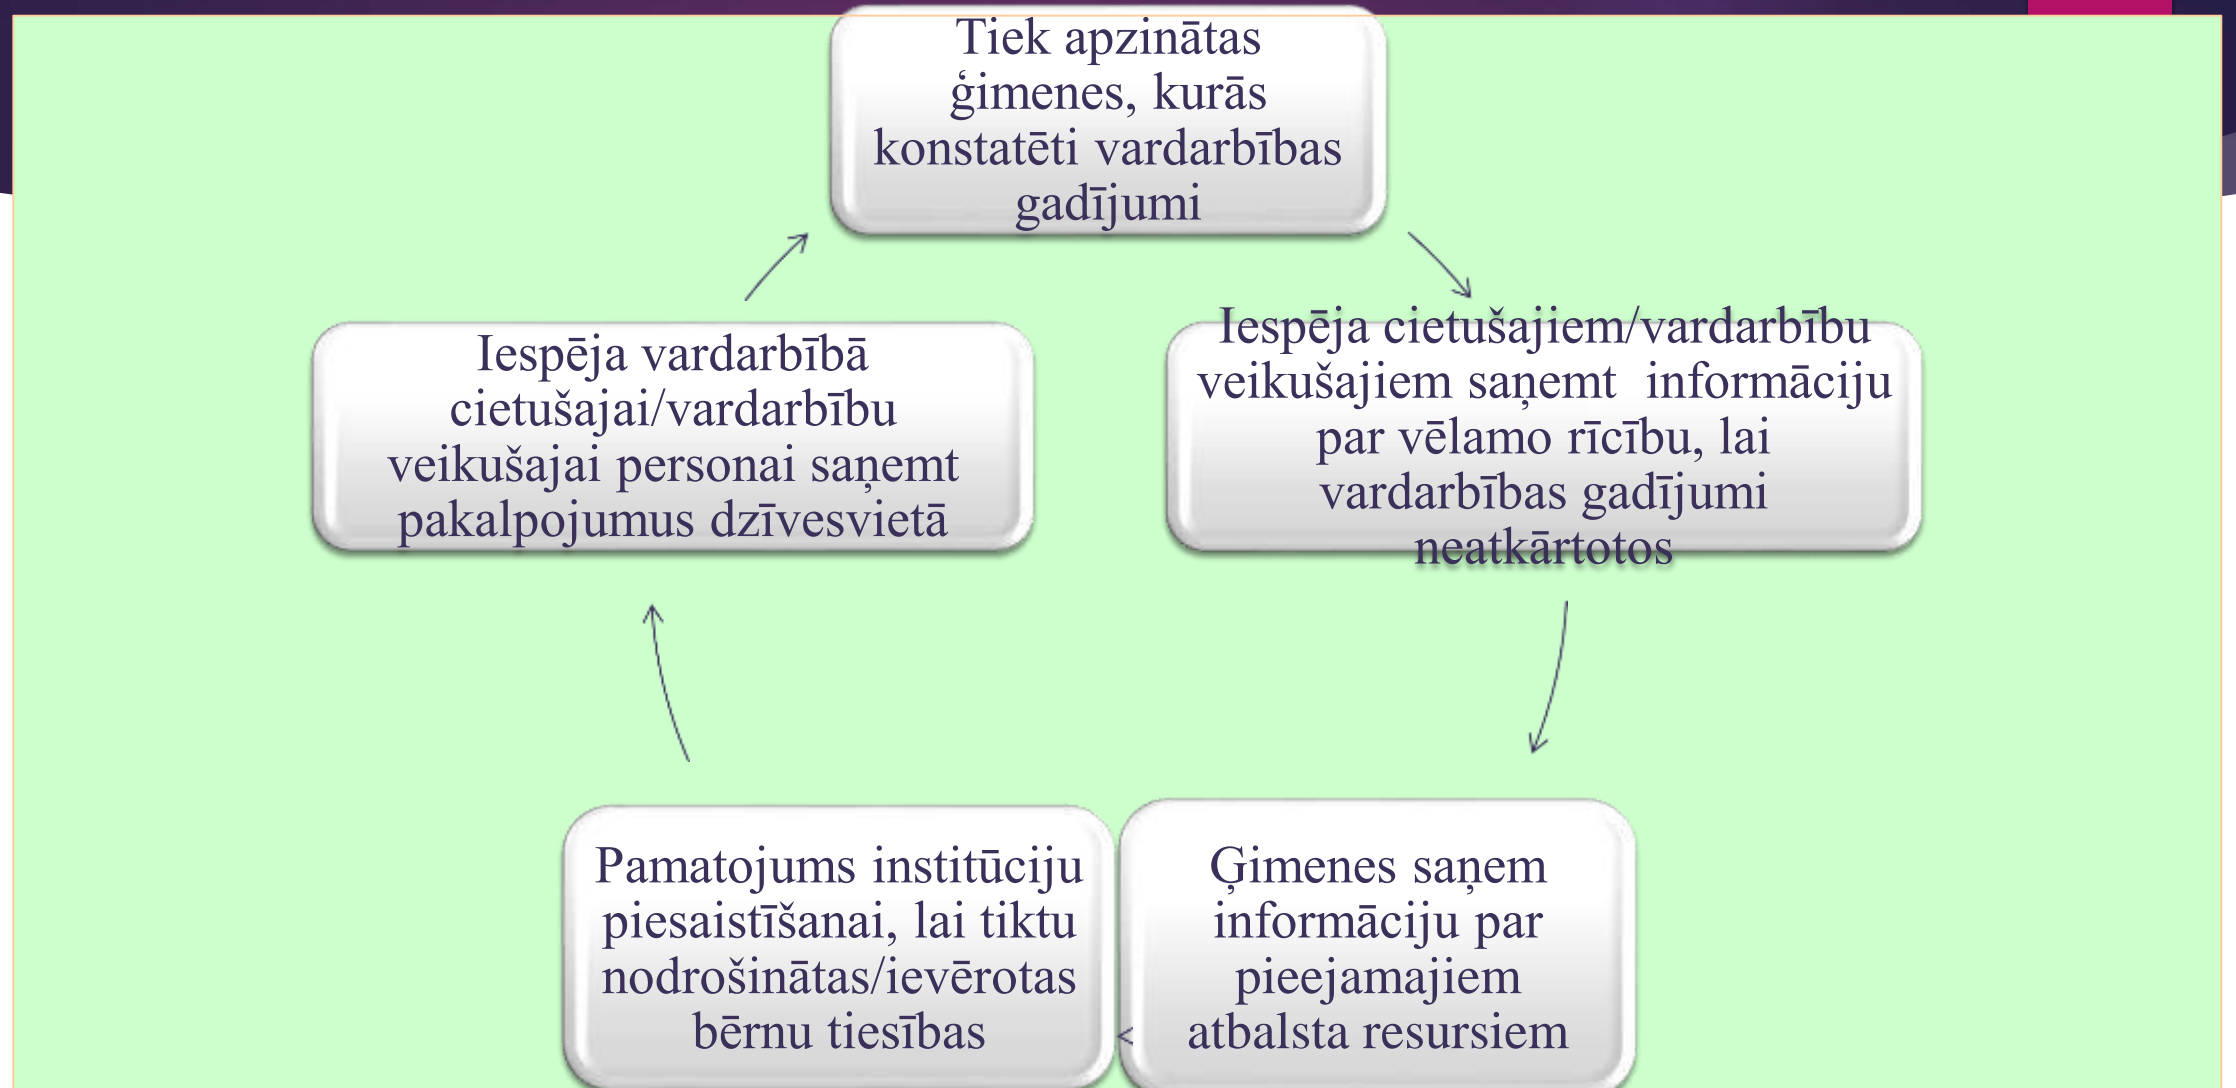 Tiek apzinātas
ģimenes, kurās
konstatēti vardarbības
gadījumi
Iespēja cietušajiem/vardarbību
veikušajiem saņemt  informāciju
par vēlamo rīcību, lai
vardarbības gadījumi
neatkārtotos
Ģimenes saņem
informāciju par
pieejamajiem
atbalsta resursiem
Pamatojums institūciju
piesaistīšanai, lai tiktu
nodrošinātas/ievērotas
bērnu tiesības
Iespēja vardarbībā
cietušajai/vardarbību
veikušajai personai saņemt
pakalpojumus dzīvesvietā